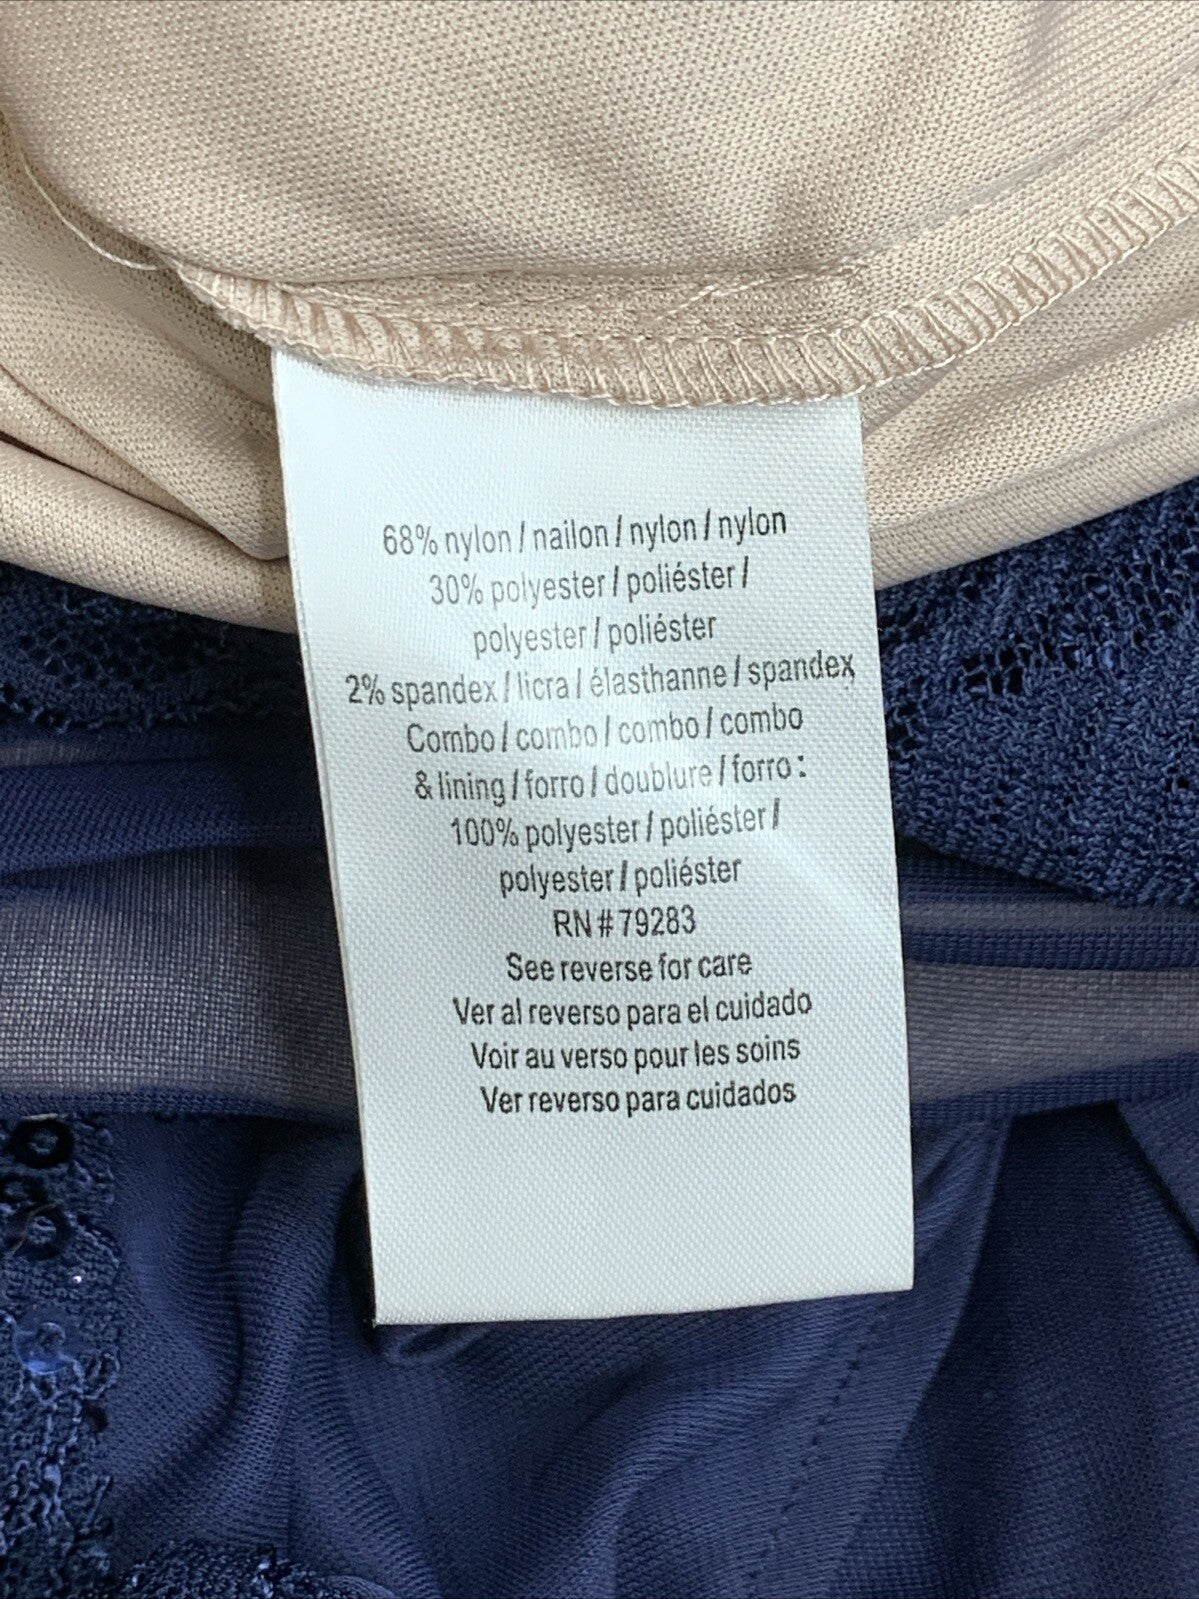 68% nylon / nailon / nylon / nylon
30% polyester / poliéster /
polyester / poliéster
2% spandex / licra / élasthanne / spandex
Combo / combo / combo / combo
& lining / forro / doublure / forro :
100% polyester / poliéster /
polyester / poliéster
RN # 79283
See reverse for care
Ver al reverso para el cuidado
Voir au verso pour les soins
Ver reverso para cuidados